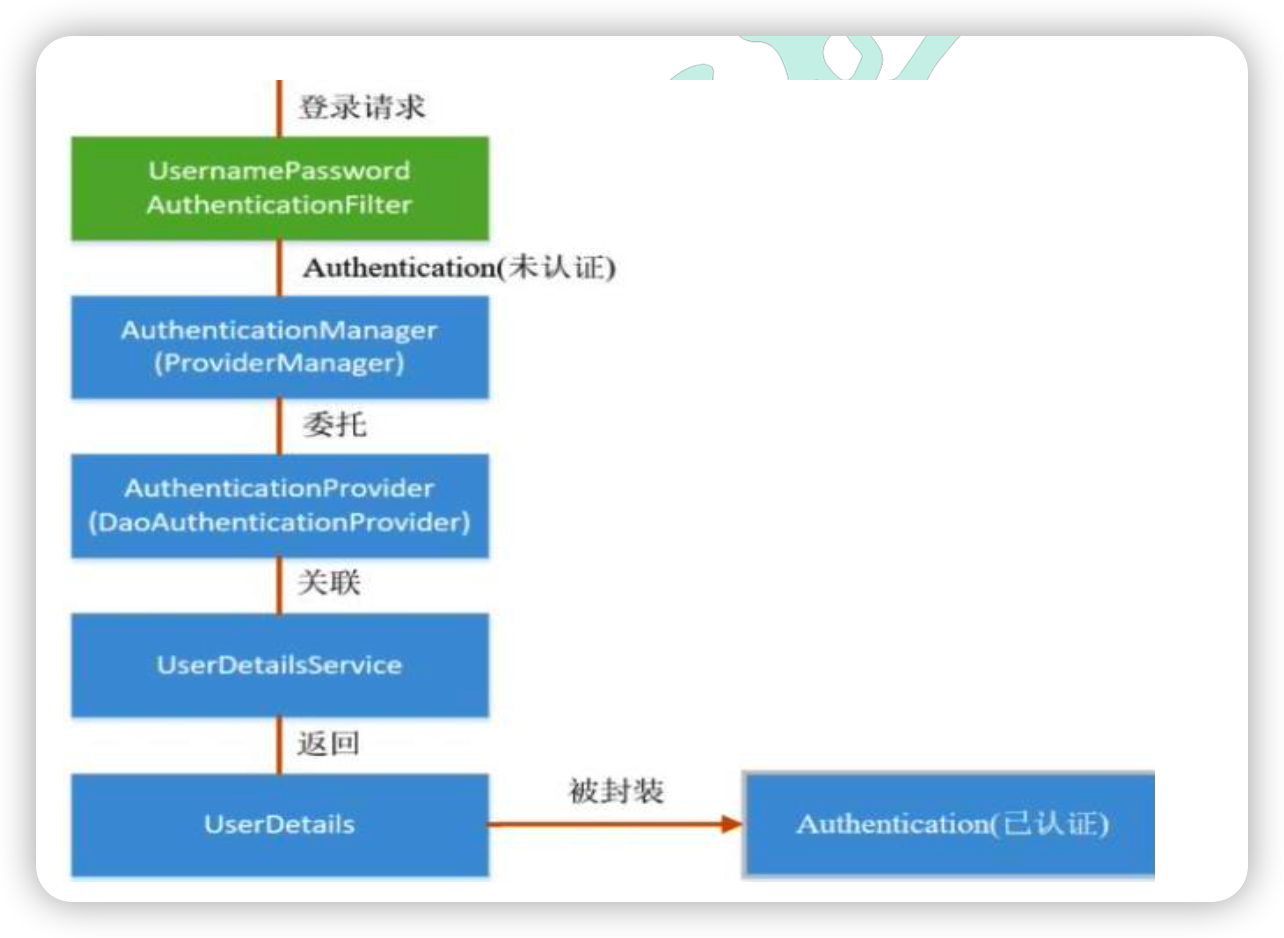 登录请求
UsernamePassword
AuthenticationFilter
Authentication(未认证)
AuthenticationManager
(ProviderManager)
委托
AuthenticationProvider
(DaoAuthenticationProvider)
关联
UserDetailsService
返回
UserDetails
被封装
Authentication(已认证)